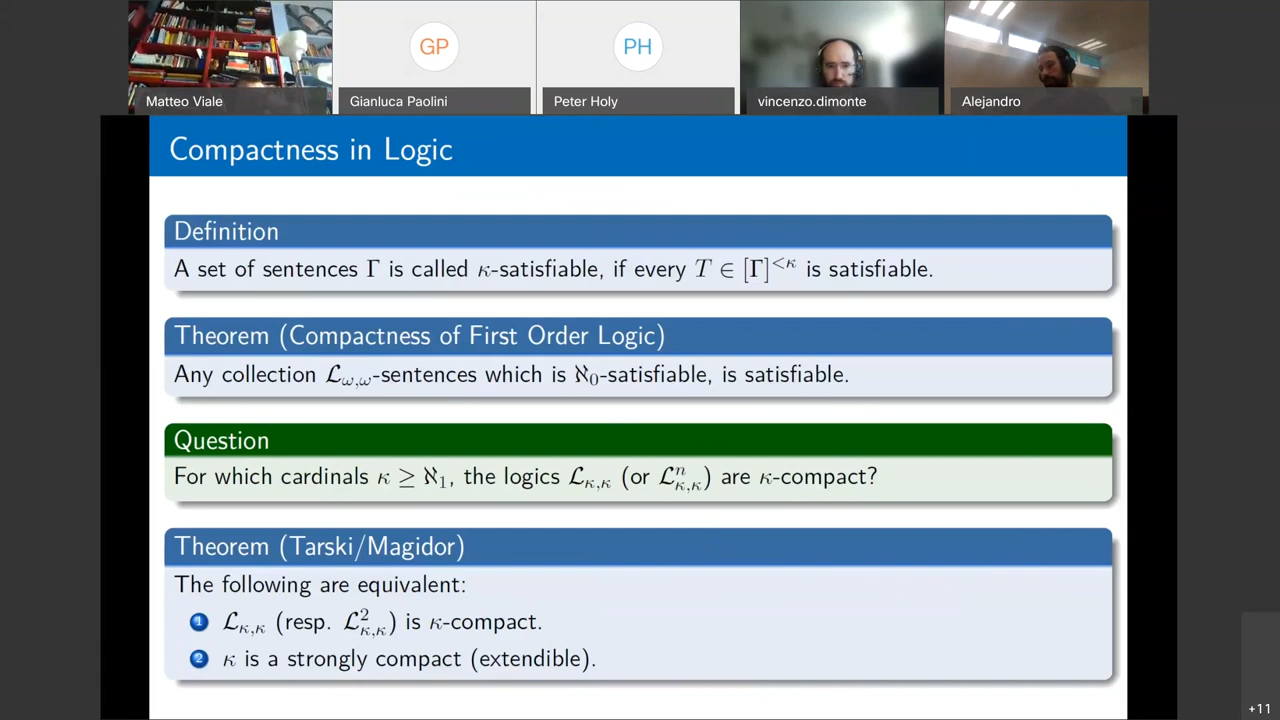 GP
PH
Matteo Viale
Gianluca Paolini
Peter Holy
vincenzo.dimonte
Alejandro
Compactness in Logic
Definition
A set of sentences Γ is called κ-satisfiable, if every T ∈ [Γ]^{<κ} is satisfiable.
Theorem (Compactness of First Order Logic)
Any collection ℒ_{ω,ω}-sentences which is ℵ₀-satisfiable, is satisfiable.
Question
For which cardinals κ ≥ ℵ₁, the logics ℒ_{κ,κ} (or ℒ^n_{κ,κ}) are κ-compact?
Theorem (Tarski/Magidor)
The following are equivalent:
1 ℒ_{κ,κ} (resp. ℒ²_{κ,κ}) is κ-compact.
2 κ is a strongly compact (extendible).
+11